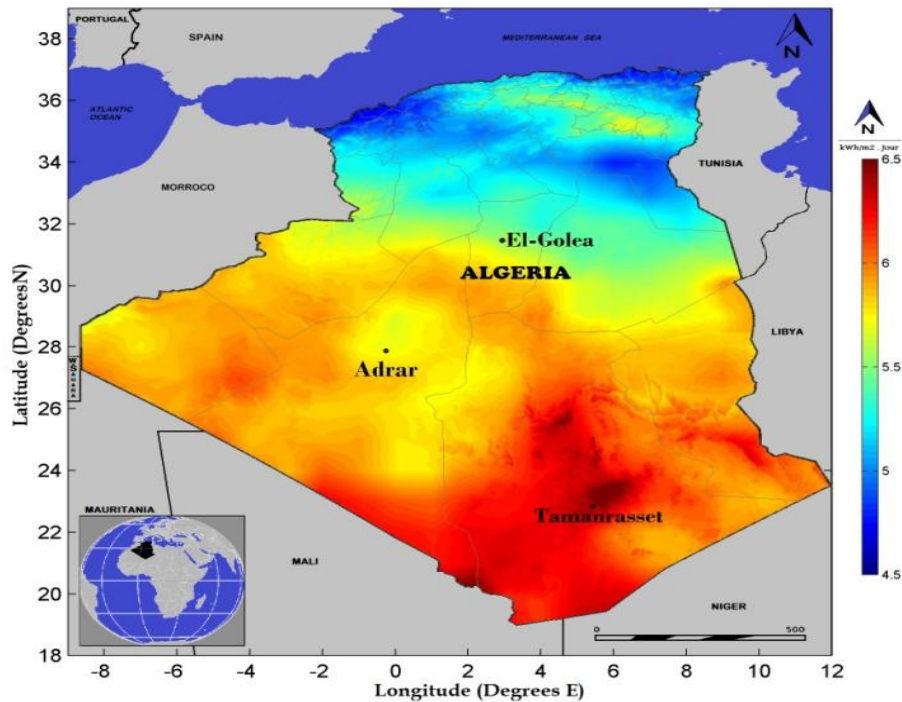 PORTUGAL
SPAIN
MEDITERRANEAN SEA
N
ATLANTIC
OCEAN
MORROCO
TUNISIA
LIBYA
El-Golea
ALGERIA
Adrar
Tamanrasset
MAURITANIA
MALI
NIGER
0 500
38
36
34
32
30
28
26
24
22
20
18
-8 -6 -4 -2 0 2 4 6 8 10 12
Latitude (DegreesN)
Longitude (Degrees E)
N
kWh/m2 . jour
6.5
6
5.5
5
4.5